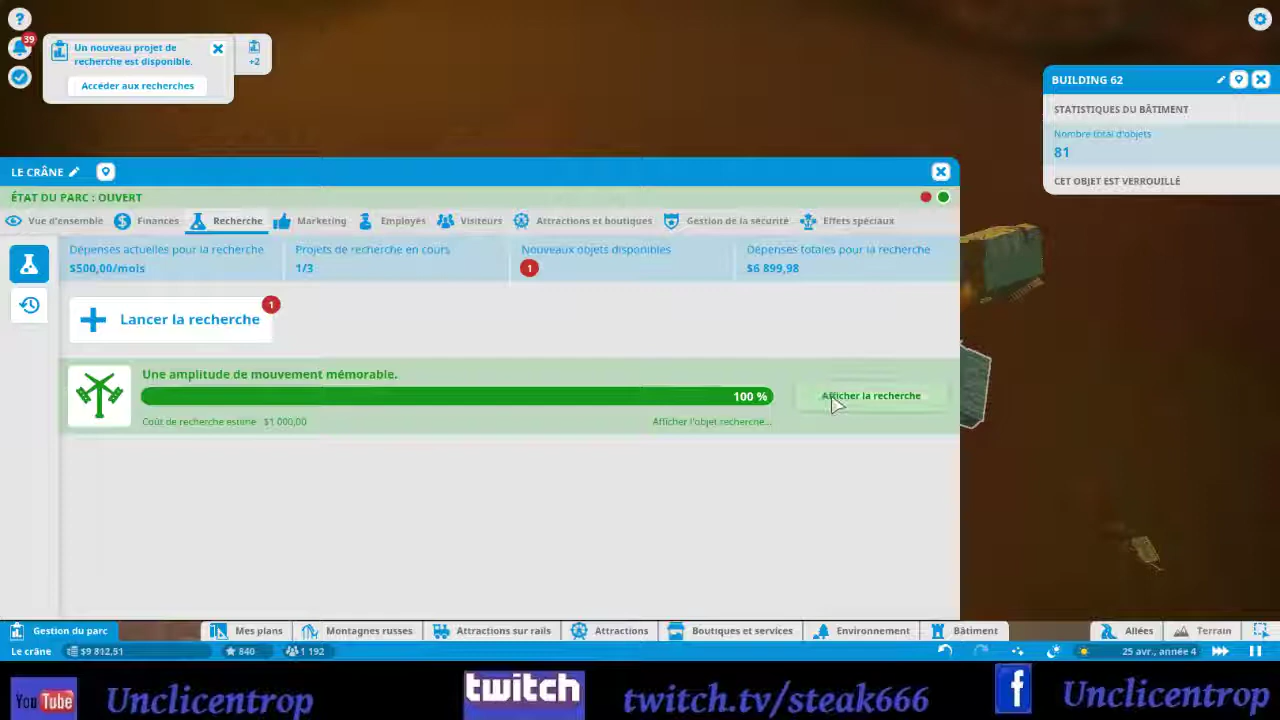 ?
39
Un nouveau projet de
recherche est disponible.
Accéder aux recherches
+2
BUILDING 62
STATISTIQUES DU BÂTIMENT
Nombre total d'objets
81
CET OBJET EST VERROUILLÉ
LE CRÂNE
ÉTAT DU PARC : OUVERT
Vue d'ensemble
Finances
Recherche
Marketing
Employés
Visiteurs
Attractions et boutiques
Gestion de la sécurité
Effets spéciaux
Dépenses actuelles pour la recherche
$500,00/mois
Projets de recherche en cours
1/3
Nouveaux objets disponibles
1
Dépenses totales pour la recherche
$6 899,98
Lancer la recherche
1
Une amplitude de mouvement mémorable.
100 %
Afficher la recherche
Coût de recherche estimé $1 000,00
Afficher l'objet recherché...
Gestion du parc
Mes plans
Montagnes russes
Attractions sur rails
Attractions
Boutiques et services
Environnement
Bâtiment
Allées
Terrain
Le crâne
$9 812,51
840
1 192
25 avr., année 4
YouTube
Unclicentrop
twitch
twitch.tv/steak666
f
Unclicentrop